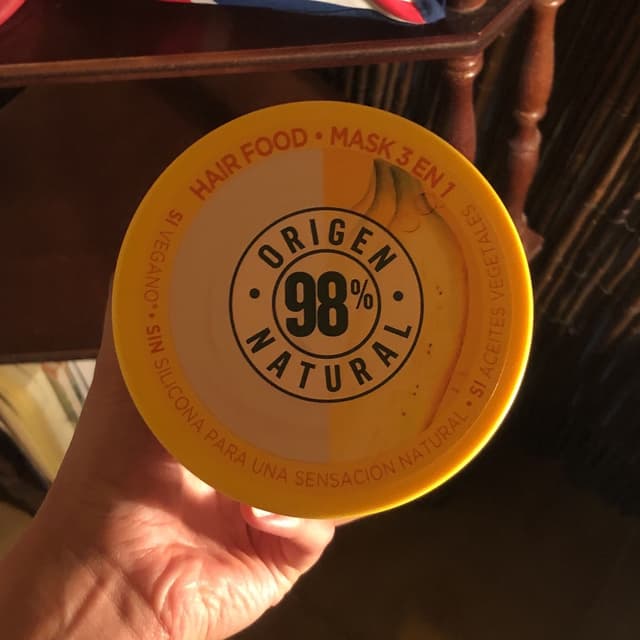 HAIR FOOD • MASK 3 EN 1
SI VEGANO* • SIN SILICONA PARA UNA SENSACIÓN NATURAL • SI ACEITES VEGETALES
ORIGEN
98%
NATURAL